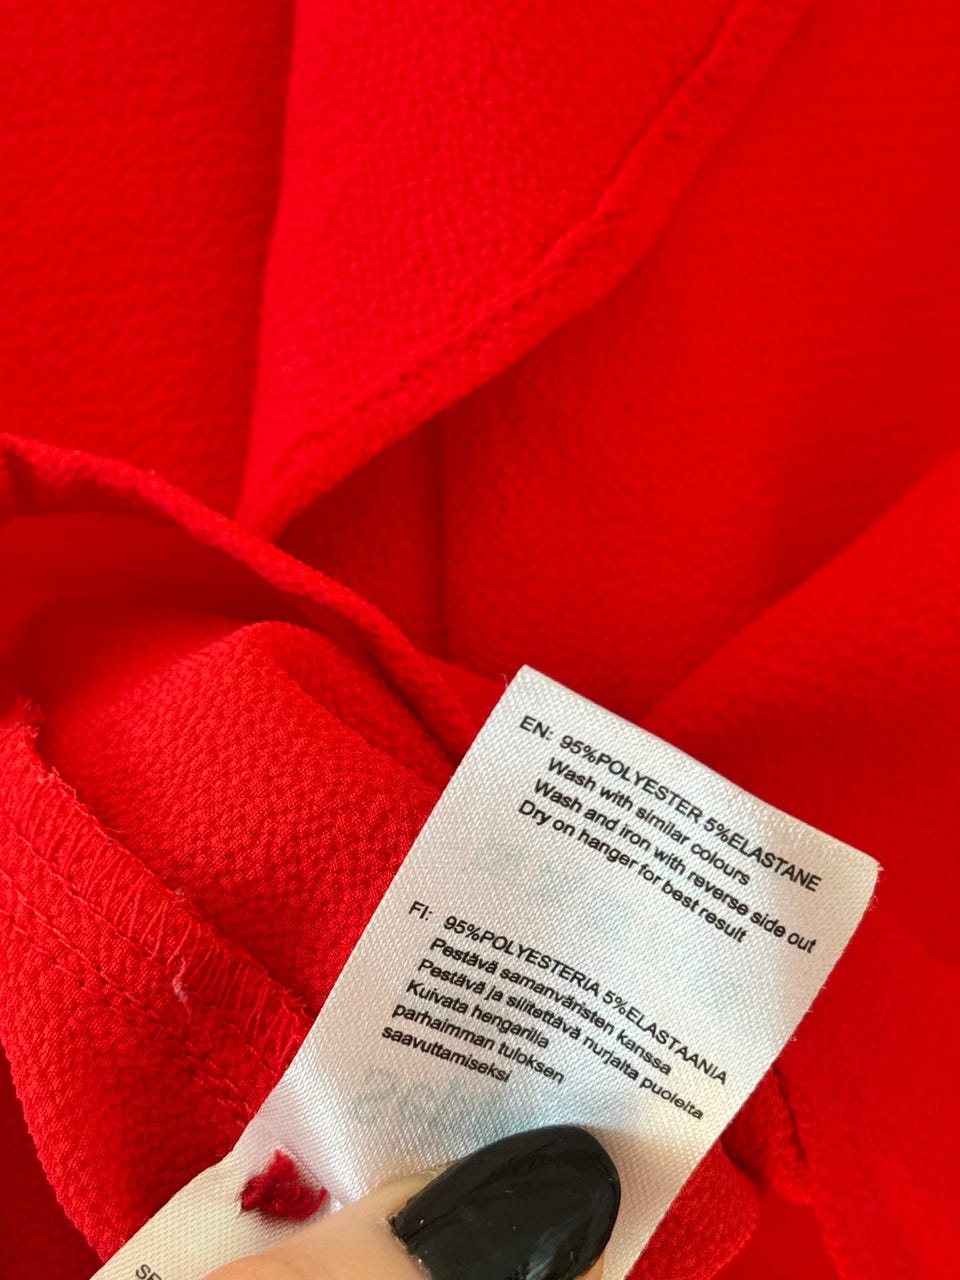 EN: 95%POLYESTER 5%ELASTANE
Wash with similar colours
Wash and iron with reverse side out
Dry on hanger for best result
FI: 95%POLYESTERIA 5%ELASTAANIA
Pestävä samanväristen kanssa
Pestävä ja silitettävä nurjalta puolelta
Kuivata hengarilla
parhaimman tuloksen
saavuttamiseksi